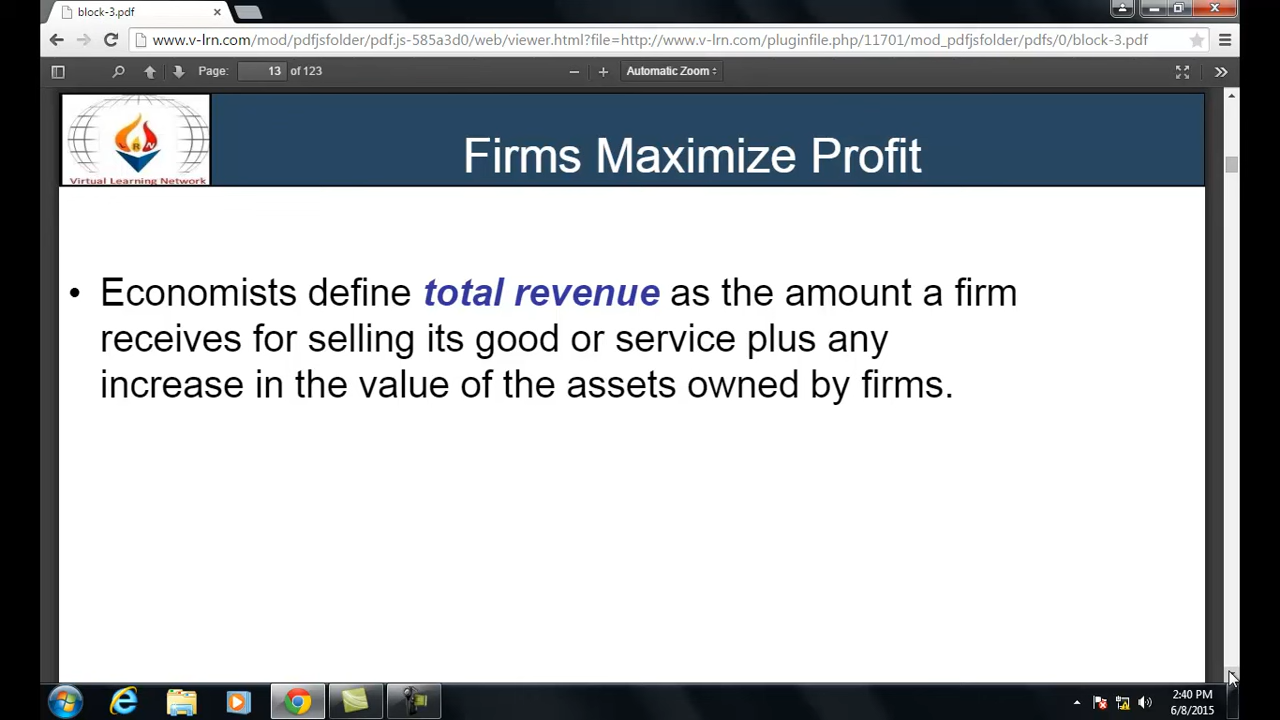 block-3.pdf
www.v-lrn.com/mod/pdfjsfolder/pdf.js-585a3d0/web/viewer.html?file=http://www.v-lrn.com/pluginfile.php/11701/mod_pdfjsfolder/pdfs/0/block-3.pdf
Page: 13 of 123 Automatic Zoom
LRN
Virtual Learning Network
Firms Maximize Profit
• Economists define total revenue as the amount a firm
receives for selling its good or service plus any
increase in the value of the assets owned by firms.
2:40 PM
6/8/2015